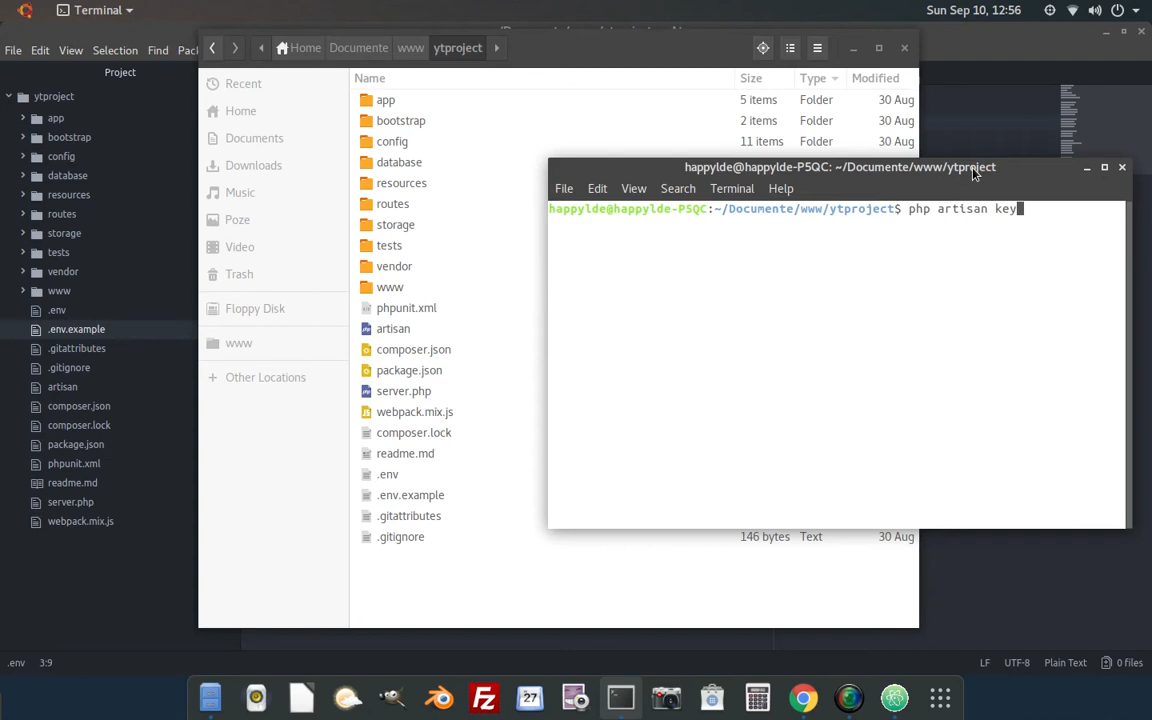 Terminal
Sun Sep 10, 12:56
File Edit View Selection Find
Project
ytproject
app
bootstrap
config
database
resources
routes
storage
tests
vendor
www
.env
.env.example
.gitattributes
.gitignore
artisan
composer.json
composer.lock
package.json
phpunit.xml
readme.md
server.php
webpack.mix.js
Home Documente www ytproject
Recent
Home
Documents
Downloads
Music
Poze
Video
Trash
Floppy Disk
www
Other Locations
Name Size Type Modified
app 5 items Folder 30 Aug
bootstrap 2 items Folder 30 Aug
config 11 items Folder 30 Aug
database
resources
routes
storage
tests
vendor
www
phpunit.xml
artisan
composer.json
package.json
server.php
webpack.mix.js
composer.lock
readme.md
.env
.env.example
.gitattributes
.gitignore 146 bytes Text 30 Aug
happylde@happylde-P5QC: ~/Documente/www/ytproject
File Edit View Search Terminal Help
happylde@happylde-P5QC:~/Documente/www/ytproject$ php artisan key
.env 3:9
LF UTF-8 Plain Text 0 files
27